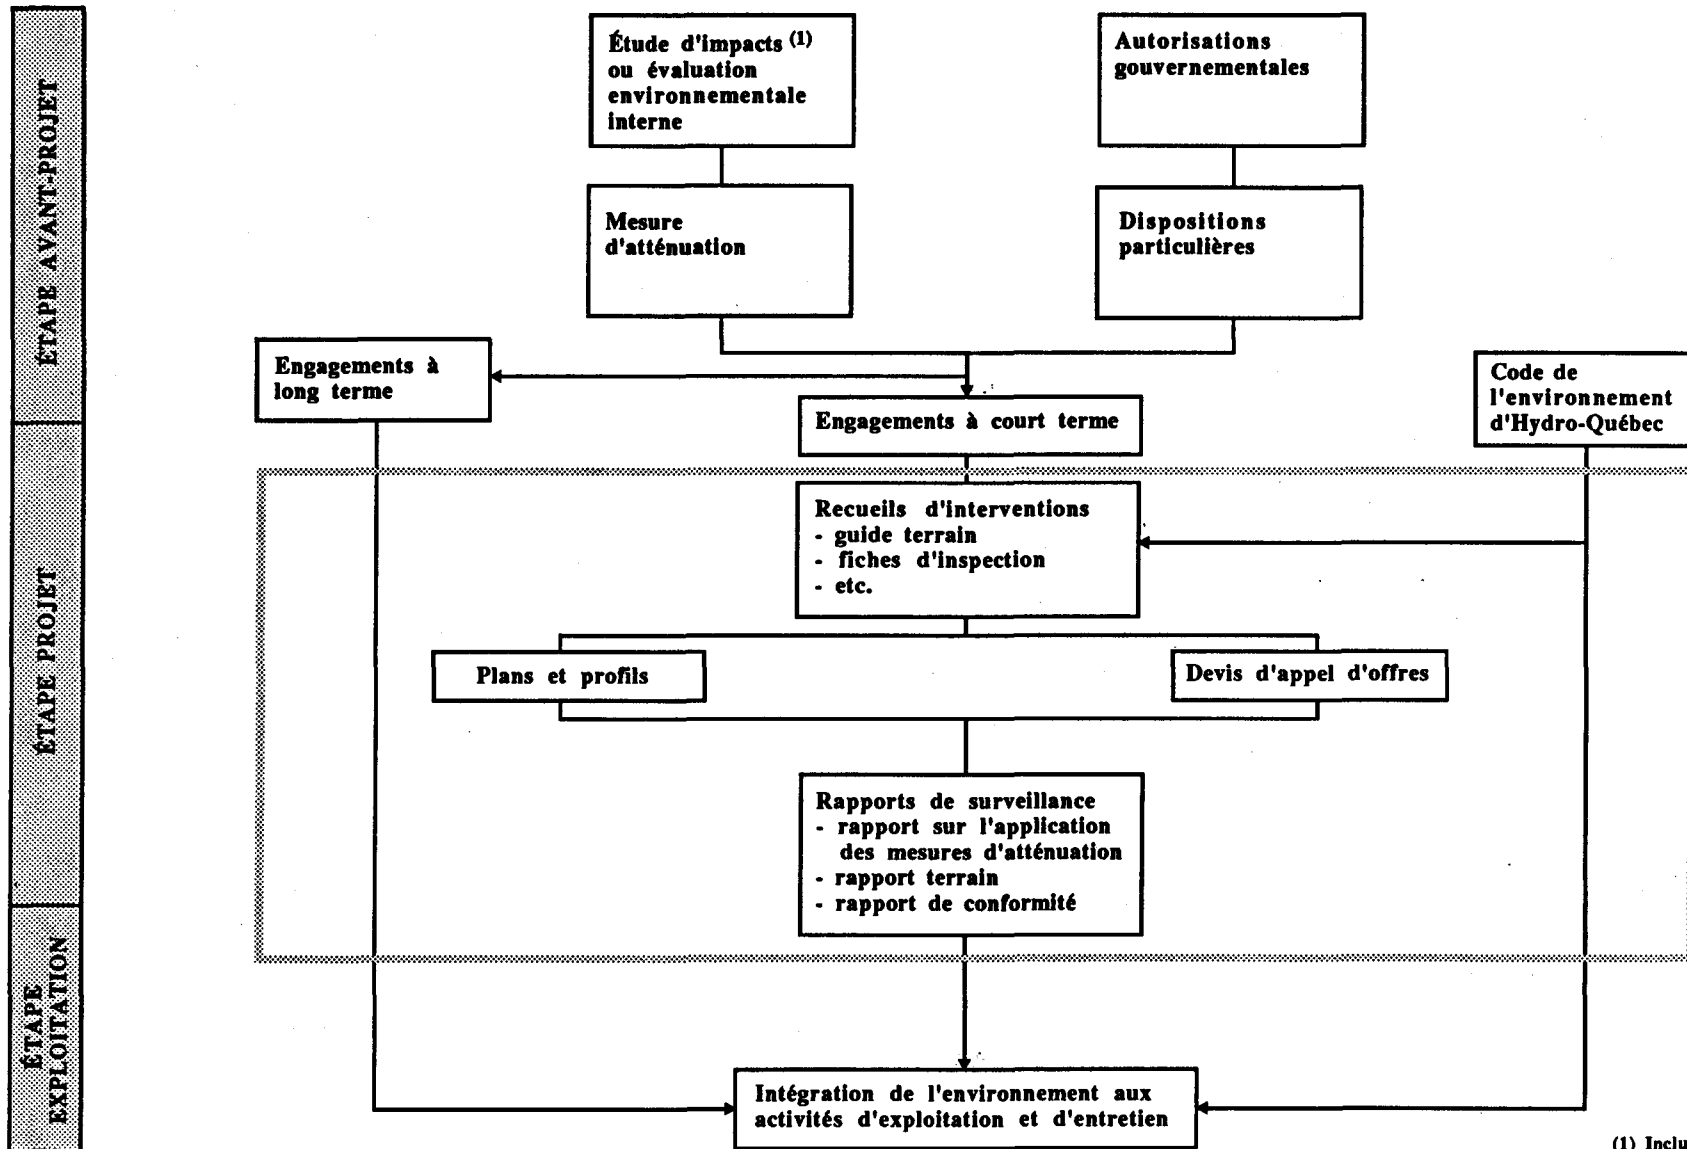 ÉTAPE AVANT-PROJET
Étude d'impacts (1)
ou évaluation
environnementale
interne
Autorisations
gouvernementales
Mesure
d'atténuation
Dispositions
particulières
Engagements à
long terme
Engagements à court terme
Code de
l'environnement
d'Hydro-Québec
ÉTAPE PROJET
Recueils d'interventions
- guide terrain
- fiches d'inspection
- etc.
Plans et profils
Devis d'appel d'offres
Rapports de surveillance
- rapport sur l'application
des mesures d'atténuation
- rapport terrain
- rapport de conformité
ÉTAPE
EXPLOITATION
Intégration de l'environnement aux
activités d'exploitation et d'entretien
(1) Inclu